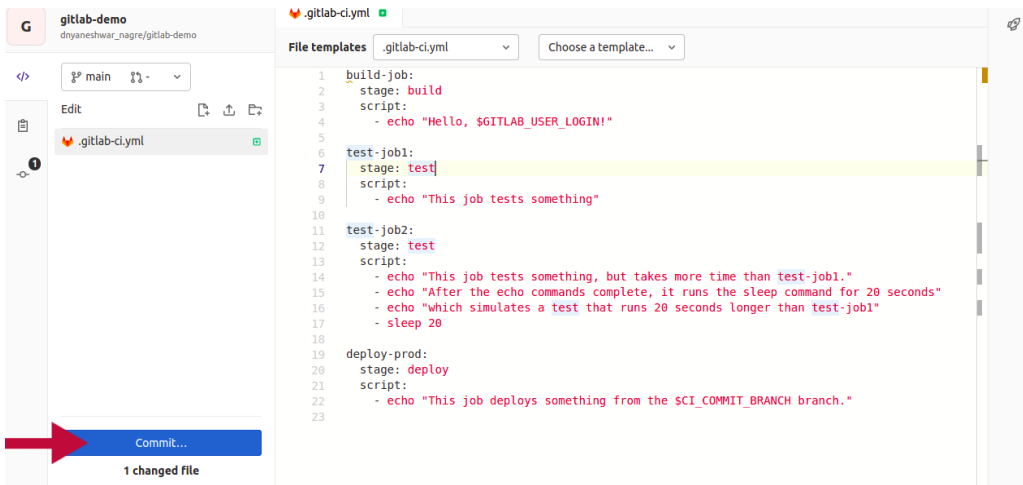 G
gitlab-demo
dnyaneshwar_nagre/gitlab-demo
main
-
Edit
.gitlab-ci.yml
1
Commit...
1 changed file
.gitlab-ci.yml
File templates
.gitlab-ci.yml
Choose a template...
1 build-job:
2   stage: build
3   script:
4     - echo "Hello, $GITLAB_USER_LOGIN!"
5
6 test-job1:
7   stage: test
8   script:
9     - echo "This job tests something"
10
11 test-job2:
12   stage: test
13   script:
14     - echo "This job tests something, but takes more time than test-job1."
15     - echo "After the echo commands complete, it runs the sleep command for 20 seconds"
16     - echo "which simulates a test that runs 20 seconds longer than test-job1"
17     - sleep 20
18
19 deploy-prod:
20   stage: deploy
21   script:
22     - echo "This job deploys something from the $CI_COMMIT_BRANCH branch."
23